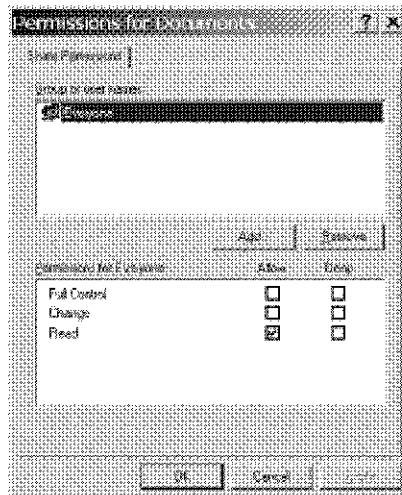 Permissions for Documents
Share Permissions
Group or user names:
Everyone
Add... Remove
Permissions for Everyone Allow Deny
Full Control
Change
Read
OK Cancel Apply